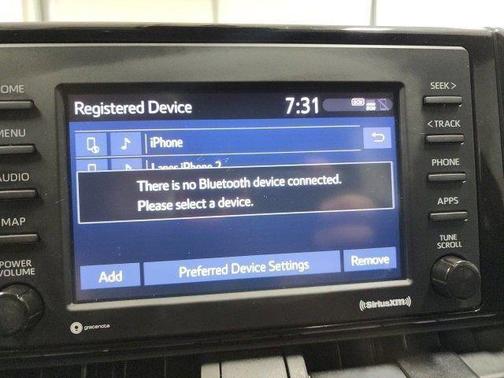 HOME
MENU
AUDIO
MAP
POWER
VOLUME
Registered Device
7:31
iPhone
There is no Bluetooth device connected.
Please select a device.
Add
Preferred Device Settings
Remove
gracenote
SiriusXM
SEEK >
< TRACK
PHONE
APPS
TUNE
SCROLL